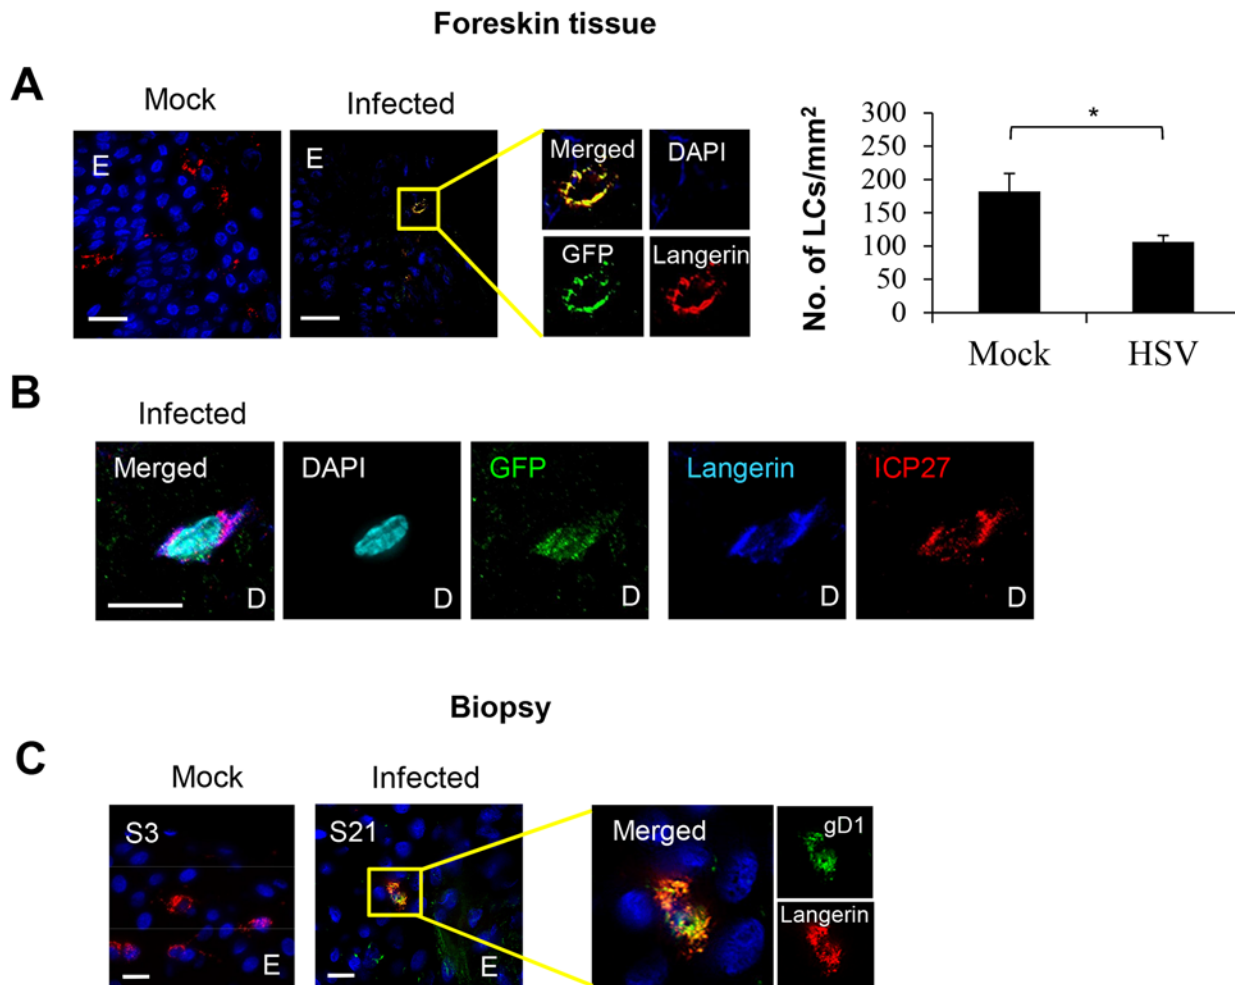 Foreskin tissue
A
Mock
Infected
E
E
Merged
DAPI
GFP
Langerin
No. of LCs/mm²
300
250
200
150
100
50
0
*
Mock
HSV
B
Infected
Merged
DAPI
GFP
Langerin
ICP27
D
D
D
D
D
Biopsy
C
Mock
Infected
S3
E
S21
E
Merged
gD1
Langerin